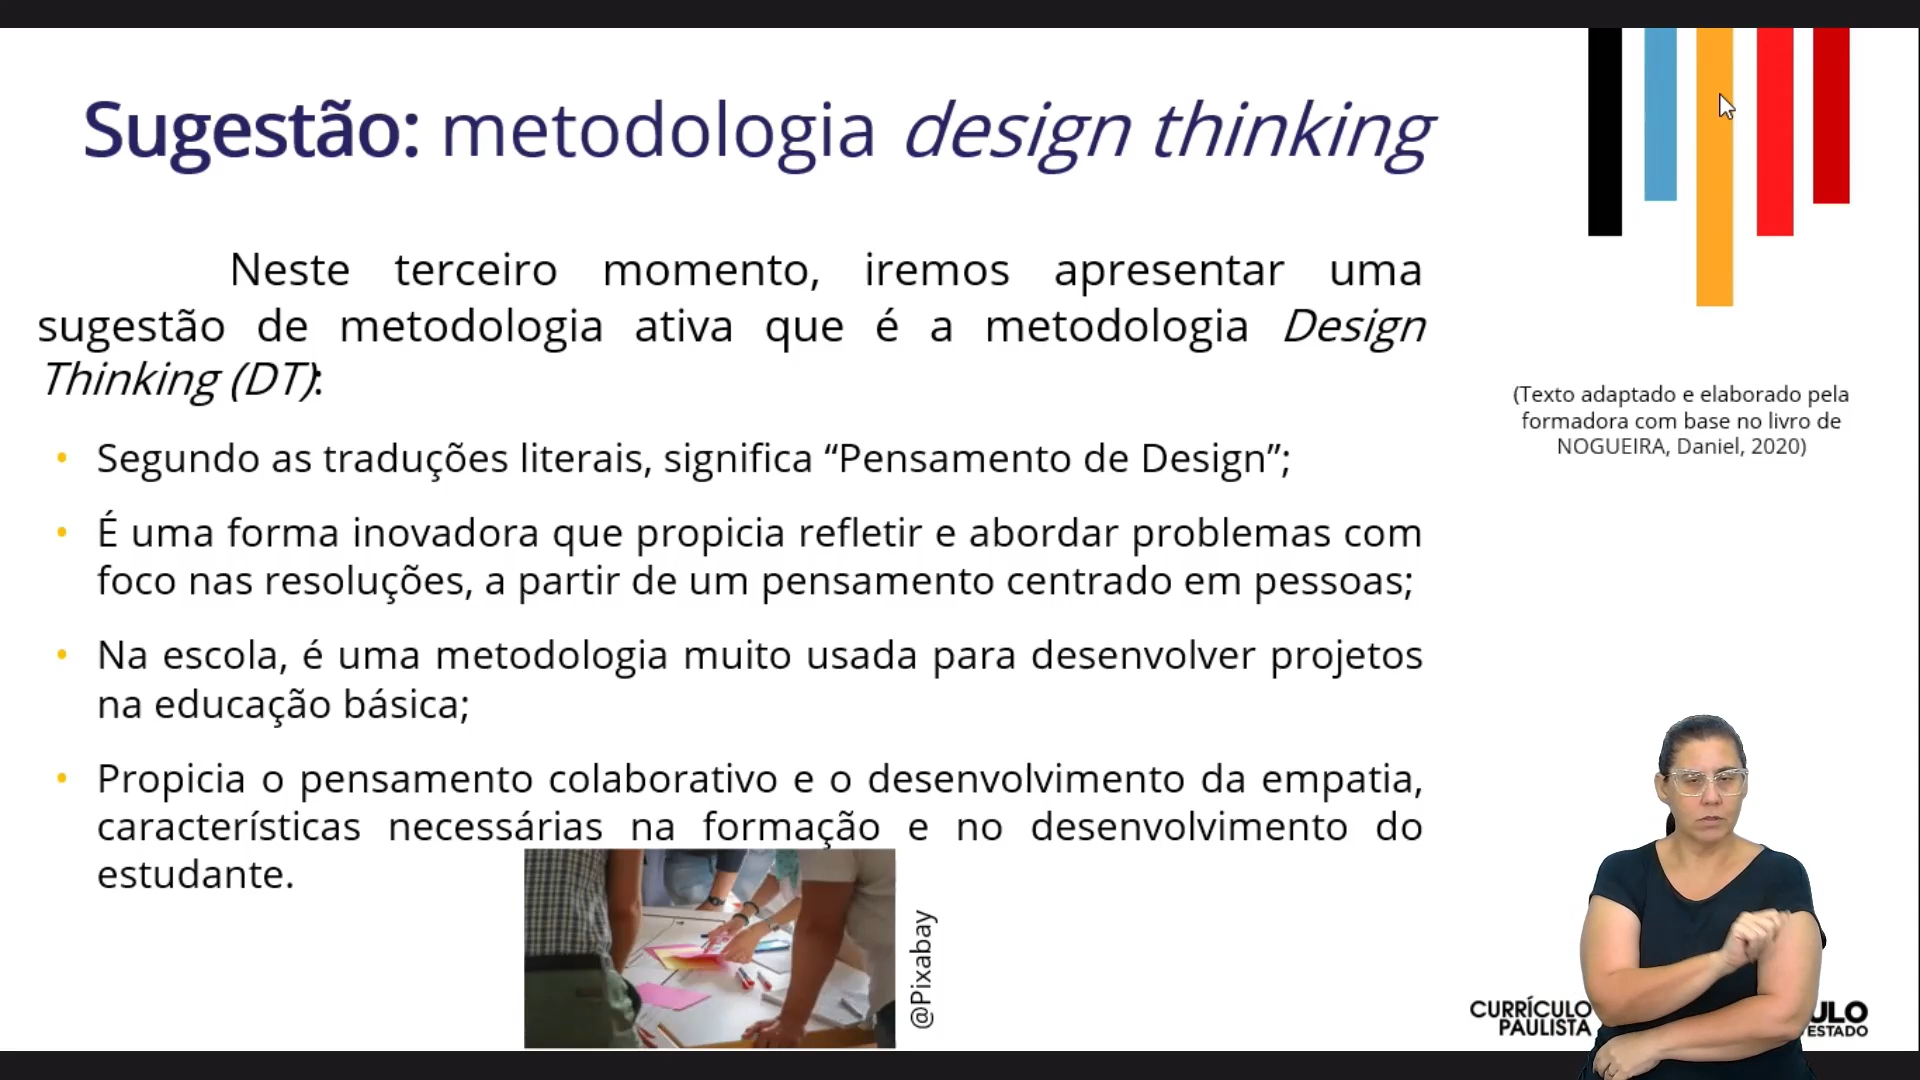 Sugestão: metodologia design thinking
Neste terceiro momento, iremos apresentar uma
sugestão de metodologia ativa que é a metodologia Design
Thinking (DT):
• Segundo as traduções literais, significa “Pensamento de Design”;
• É uma forma inovadora que propicia refletir e abordar problemas com
foco nas resoluções, a partir de um pensamento centrado em pessoas;
• Na escola, é uma metodologia muito usada para desenvolver projetos
na educação básica;
• Propicia o pensamento colaborativo e o desenvolvimento da empatia,
características necessárias na formação e no desenvolvimento do
estudante.
@Pixabay
(Texto adaptado e elaborado pela
formadora com base no livro de
NOGUEIRA, Daniel, 2020)
CURRÍCULO
PAULISTA
ULO
ESTADO